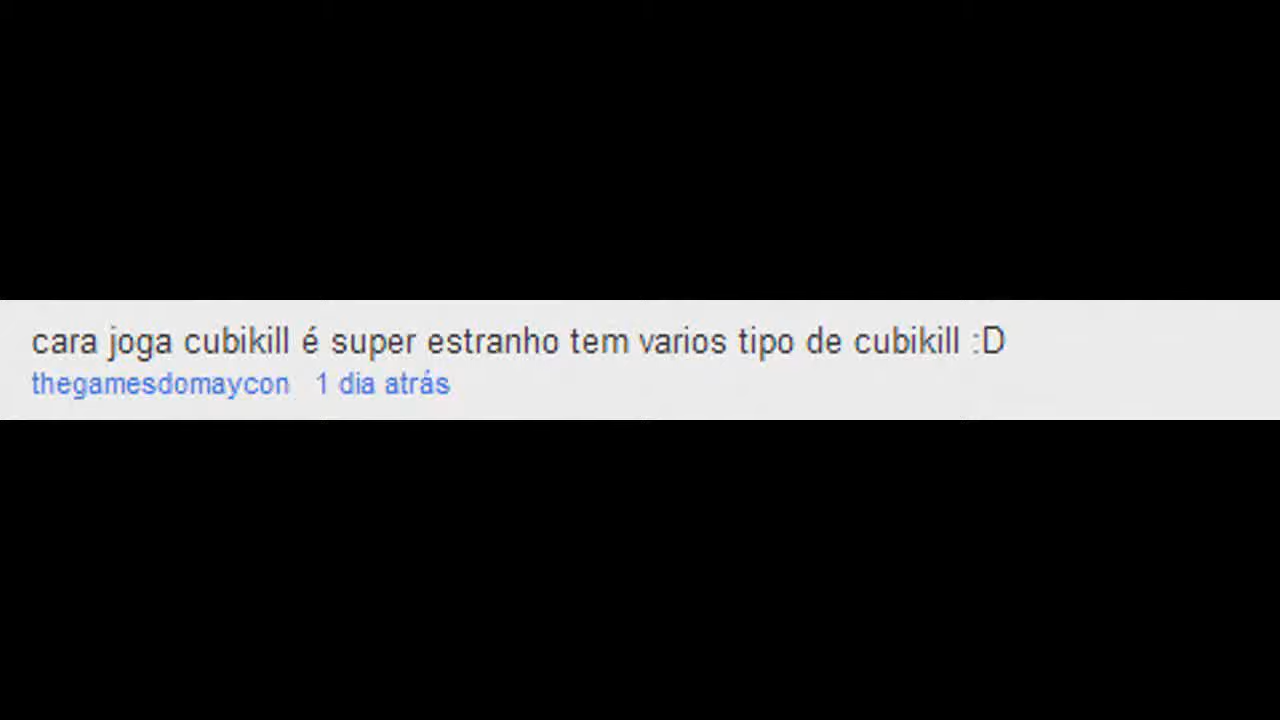 cara joga cubikill é super estranho tem varios tipo de cubikill :D
thegamesdomaycon 1 dia atrás